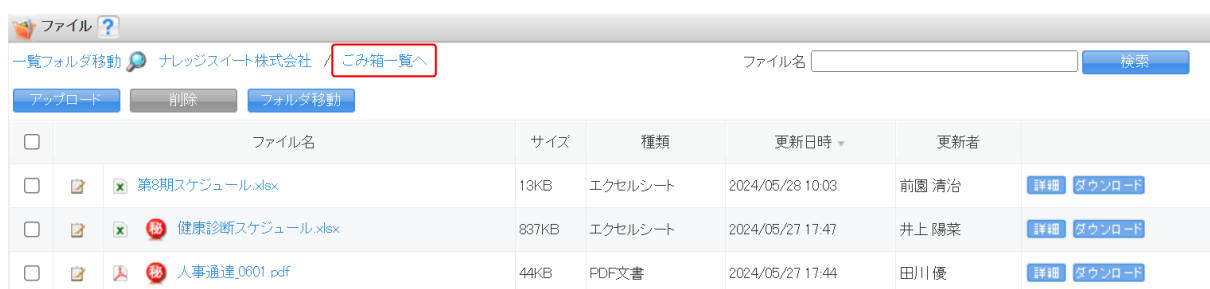 ファイル ?
一覧フォルダ移動 ナレッジスイート株式会社 / ごみ箱一覧へ ファイル名 検索
アップロード 削除 フォルダ移動
ファイル名 サイズ 種類 更新日時 更新者
第8期スケジュール.xlsx 13KB エクセルシート 2024/05/28 10:03 前園 清治 詳細 ダウンロード
秘 健康診断スケジュール.xlsx 837KB エクセルシート 2024/05/27 17:47 井上 陽菜 詳細 ダウンロード
秘 人事通達_0601.pdf 44KB PDF文書 2024/05/27 17:44 田川 優 詳細 ダウンロード